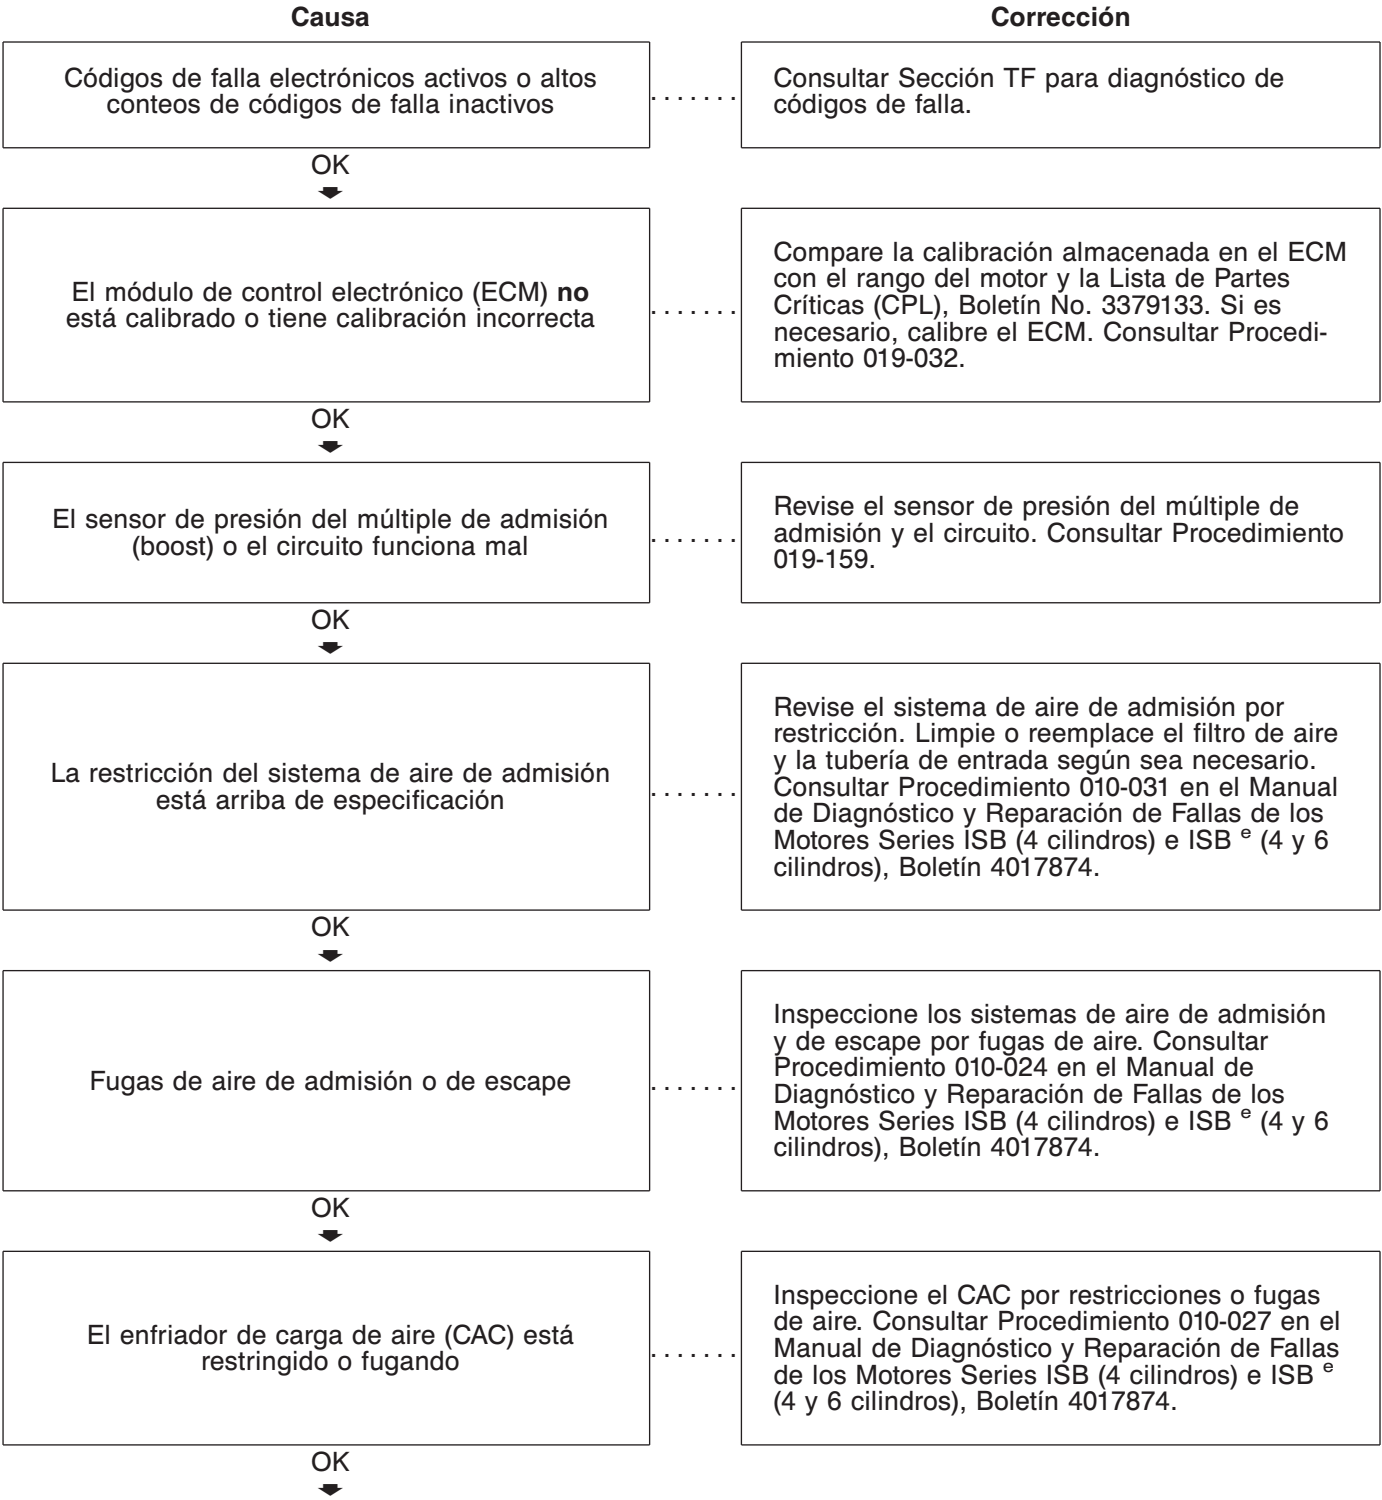 Causa
Corrección
Códigos de falla electrónicos activos o altos
conteos de códigos de falla inactivos
.......
Consultar Sección TF para diagnóstico de
códigos de falla.
OK
El módulo de control electrónico (ECM) no
está calibrado o tiene calibración incorrecta
.......
Compare la calibración almacenada en el ECM
con el rango del motor y la Lista de Partes
Críticas (CPL), Boletín No. 3379133. Si es
necesario, calibre el ECM. Consultar Procedi-
miento 019-032.
OK
El sensor de presión del múltiple de admisión
(boost) o el circuito funciona mal
.......
Revise el sensor de presión del múltiple de
admisión y el circuito. Consultar Procedimiento
019-159.
OK
La restricción del sistema de aire de admisión
está arriba de especificación
.......
Revise el sistema de aire de admisión por
restricción. Limpie o reemplace el filtro de aire
y la tubería de entrada según sea necesario.
Consultar Procedimiento 010-031 en el Manual
de Diagnóstico y Reparación de Fallas de los
Motores Series ISB (4 cilindros) e ISB e (4 y 6
cilindros), Boletín 4017874.
OK
Fugas de aire de admisión o de escape
.......
Inspeccione los sistemas de aire de admisión
y de escape por fugas de aire. Consultar
Procedimiento 010-024 en el Manual de
Diagnóstico y Reparación de Fallas de los
Motores Series ISB (4 cilindros) e ISB e (4 y 6
cilindros), Boletín 4017874.
OK
El enfriador de carga de aire (CAC) está
restringido o fugando
.......
Inspeccione el CAC por restricciones o fugas
de aire. Consultar Procedimiento 010-027 en el
Manual de Diagnóstico y Reparación de Fallas
de los Motores Series ISB (4 cilindros) e ISB e
(4 y 6 cilindros), Boletín 4017874.
OK